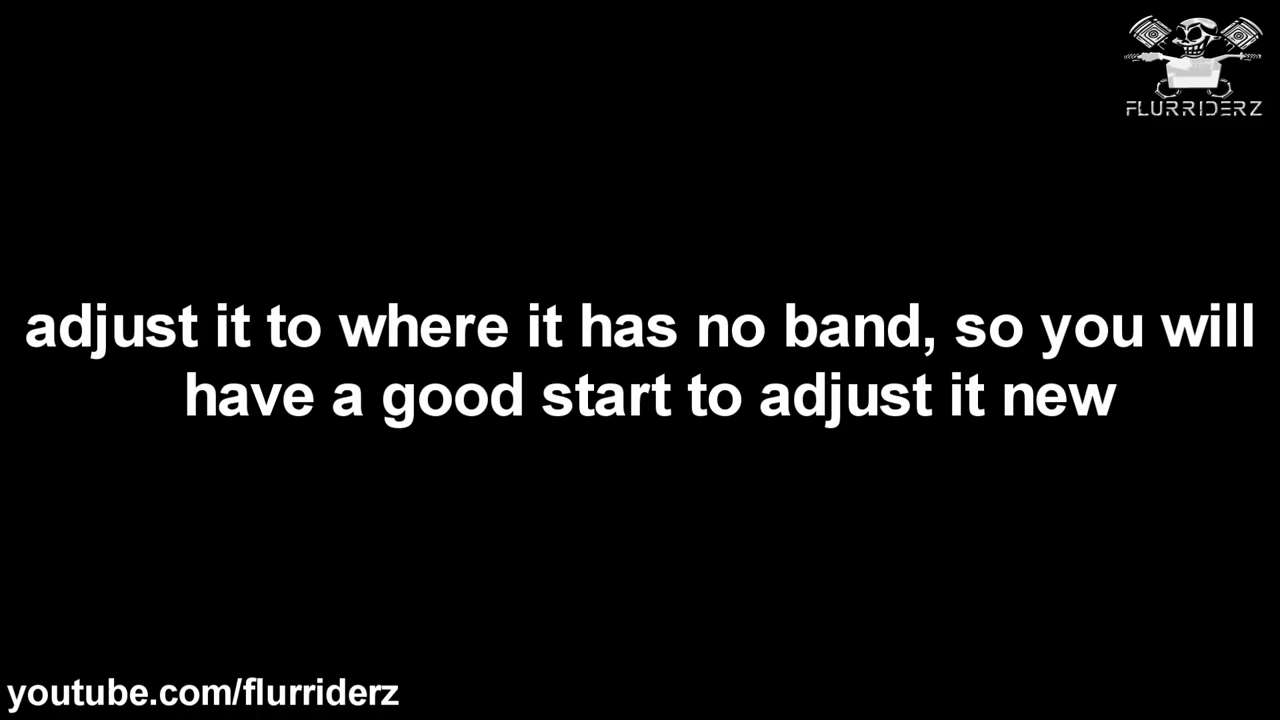 FLURRIDERZ
adjust it to where it has no band, so you will
have a good start to adjust it new
youtube.com/flurriderz